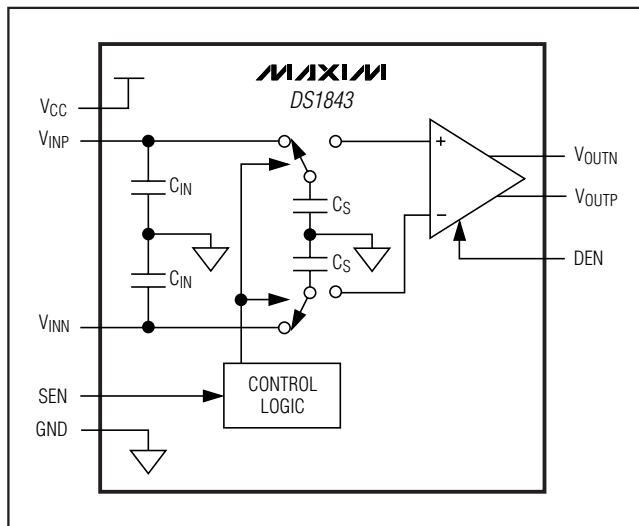 MAXIM
DS1843
VCC
VINP
CIN
CS
+
VOUTN
VOUTP
CS
−
CIN
DEN
VINN
SEN
CONTROL
LOGIC
GND